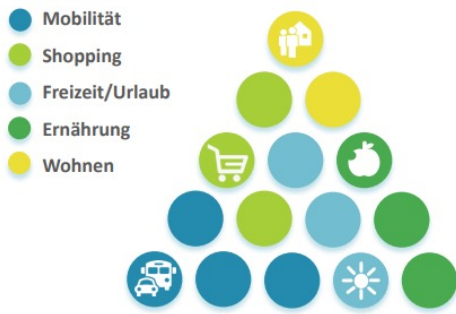 Mobilität
Shopping
Freizeit/Urlaub
Ernährung
Wohnen